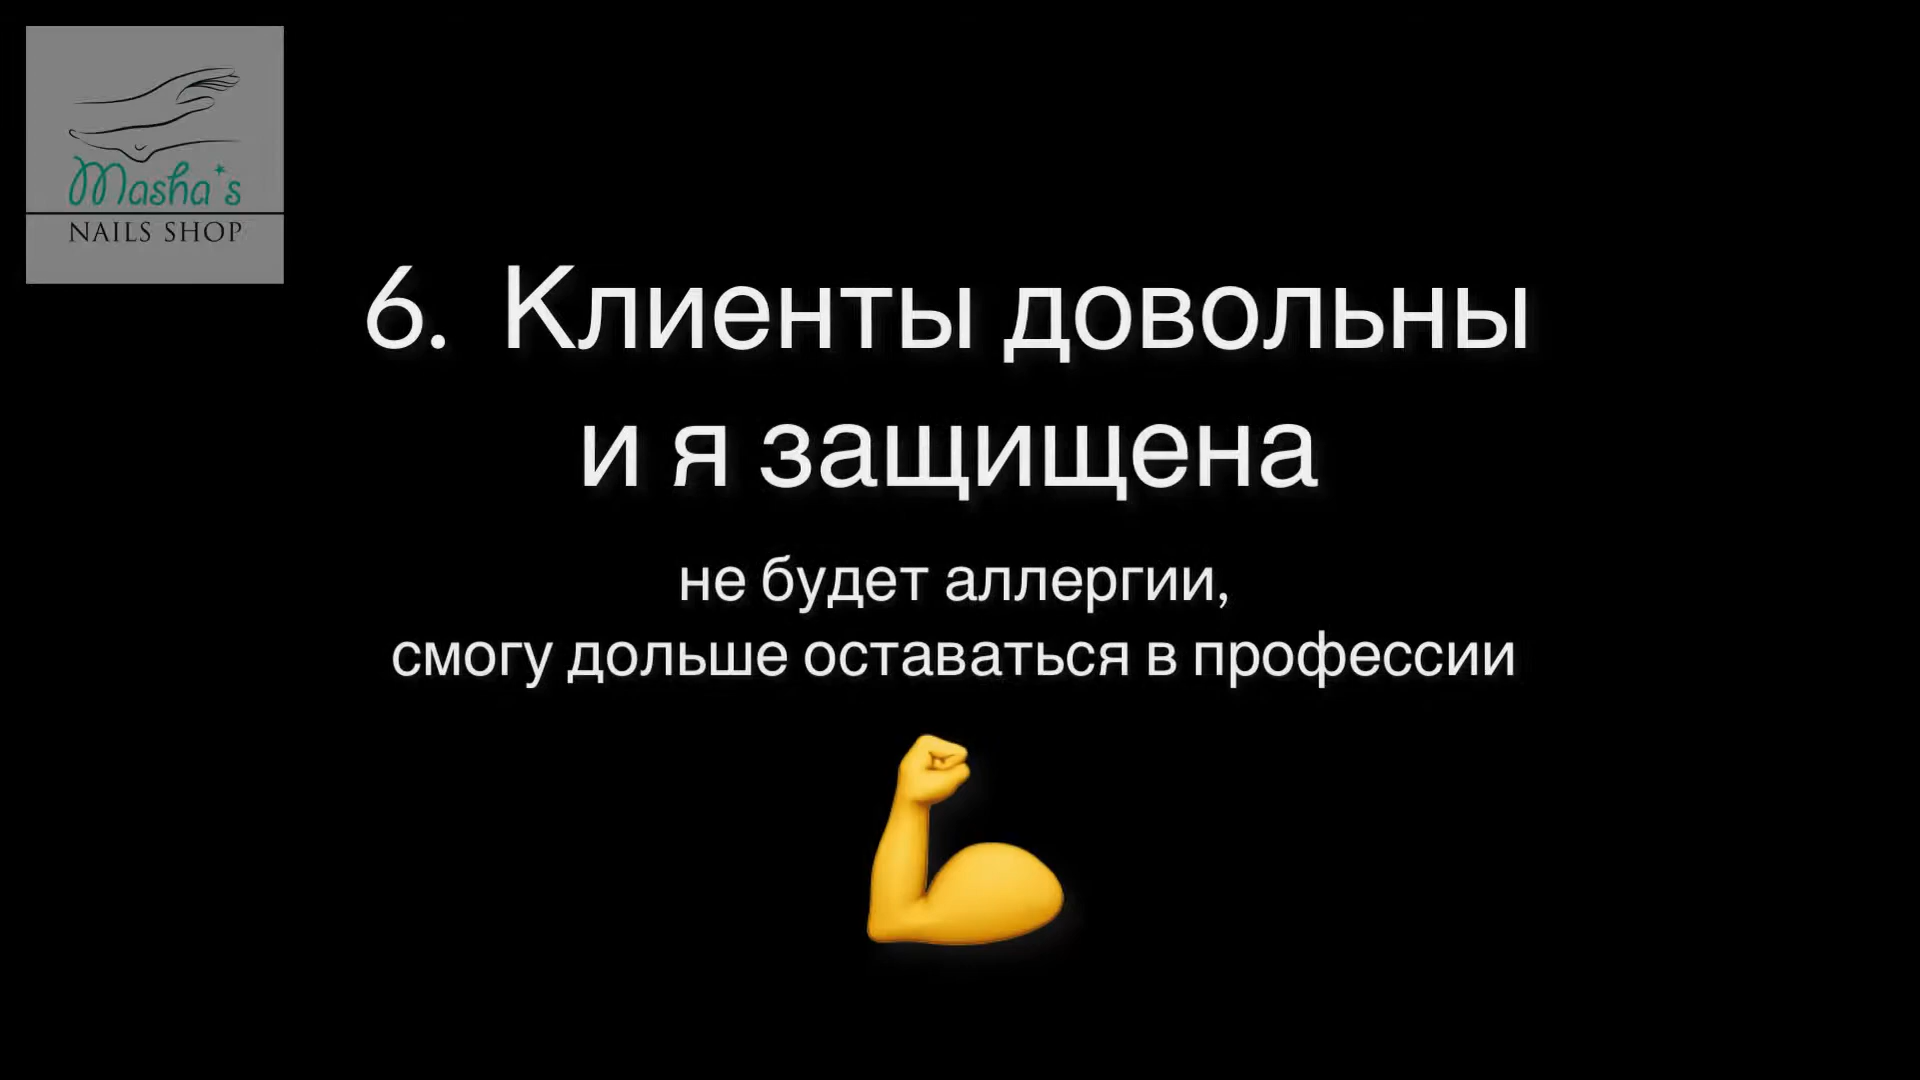 Masha's
NAILS SHOP
6. Клиенты довольны
и я защищена
не будет аллергии,
смогу дольше оставаться в профессии